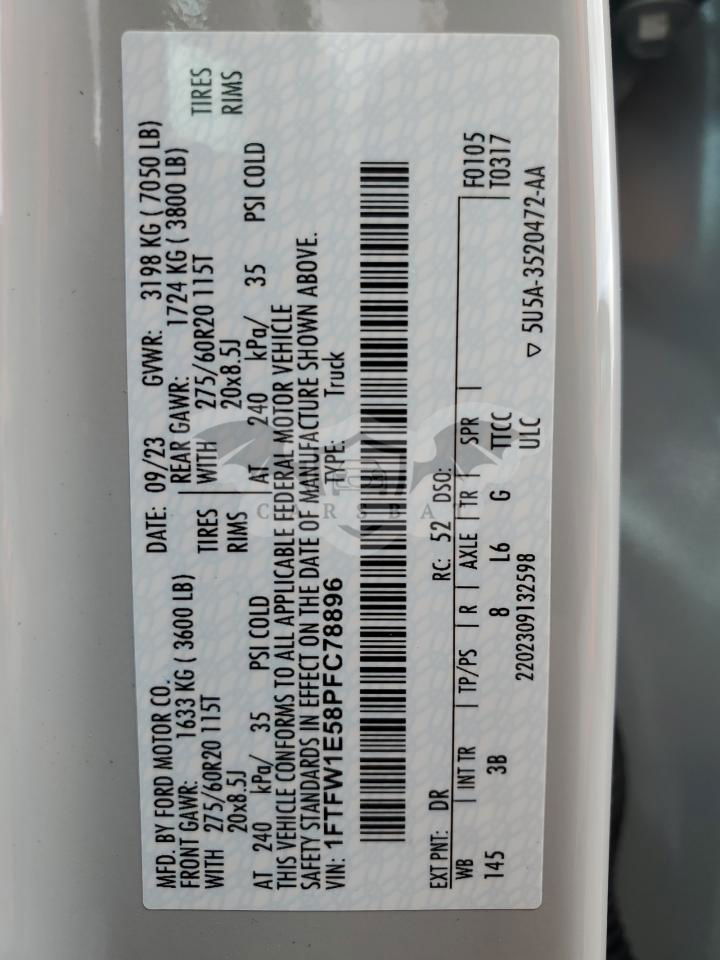 MFD. BY FORD MOTOR CO. DATE: 09/23 GVWR: 3198 KG ( 7050 LB)
FRONT GAWR: 1633 KG ( 3600 LB) REAR GAWR: 1724 KG ( 3800 LB)
WITH 275/60R20 115T TIRES WITH 275/60R20 115T TIRES
20x8.5J RIMS 20x8.5J RIMS
AT 240 kPa/ 35 PSI COLD AT 240 kPa/ 35 PSI COLD
THIS VEHICLE CONFORMS TO ALL APPLICABLE FEDERAL MOTOR VEHICLE
SAFETY STANDARDS IN EFFECT ON THE DATE OF MANUFACTURE SHOWN ABOVE.
VIN: 1FTFW1E58PFC78896 TYPE: Truck
CARSBAY
EXT PNT: DR RC: 52 DSO: F0105
WB INT TR TP/PS R AXLE TR SPR T0317
145 3B 8 L6 G TTCC
2202309132598 ULC ▽ 5U5A-3520472-AA